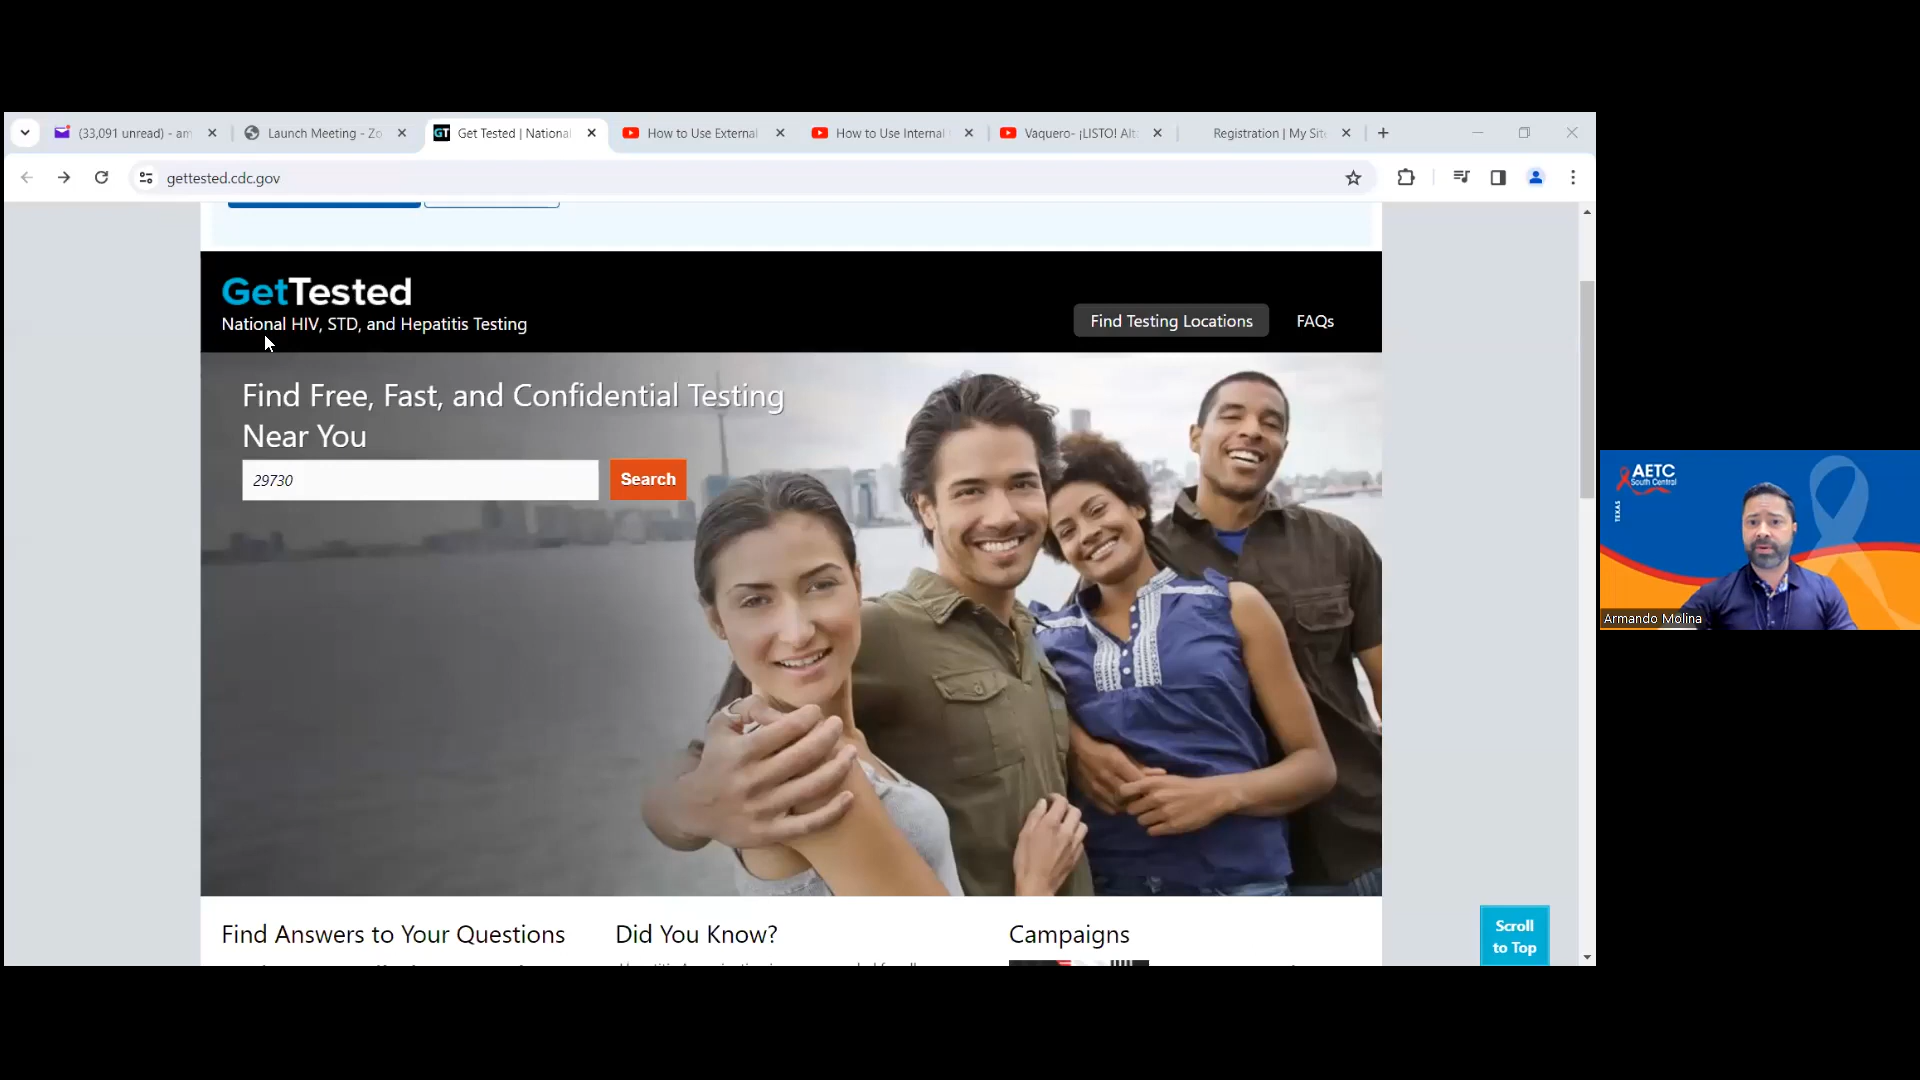 (33,091 unread) - am
Launch Meeting - Zo
GT
Get Tested | National
How to Use External
How to Use Internal
Vaquero- ¡LISTO! Alt
Registration | My Site
gettested.cdc.gov
GetTested
National HIV, STD, and Hepatitis Testing
Find Testing Locations
FAQs
Find Free, Fast, and Confidential Testing
Near You
29730
Search
AETC
South Central
TEXAS
Armando Molina
Find Answers to Your Questions
Did You Know?
Campaigns
Scroll
to Top